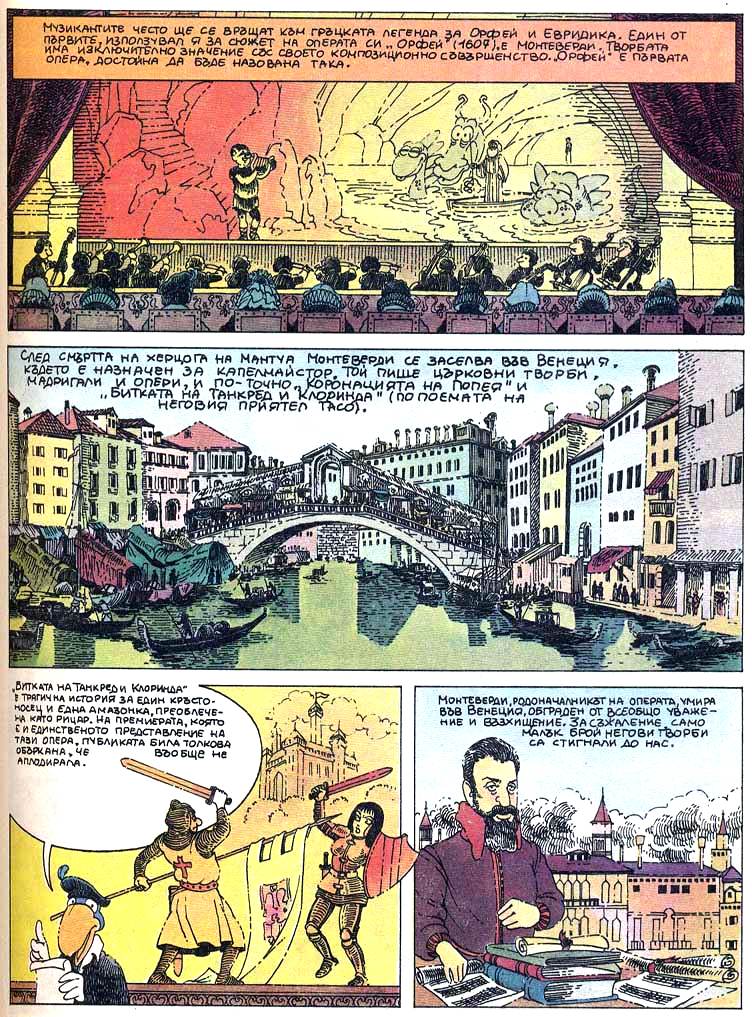 Музикантите често ще се връщат към гръцката легенда за Орфей и Евридика. Един от
първите, използувал я за сюжет на операта си „Орфей" (1607), е Монтеверди. Творбата
има изключително значение със своето композиционно съвършенство. „Орфей" е първата
опера, достойна да бъде назована така.
След смъртта на херцога на Мантуа Монтеверди се заселва във Венеция,
където е назначен за капелмайстор. Той пише църковни творби,
мадригали и опери, и по-точно „Коронацията на Попея" и
„Битката на Танкред и Клоринда" (по поемата на
неговия приятел Тасо).
„Битката на Танкред и Клоринда"
е трагична история за един кръсто-
носец и една амазонка, преоблече-
на като рицар. На премиерата, която
е и единственото представление на
тази опера, публиката била толкова
объркана, че въобще не
аплодирала.
Монтеверди, родоначалникът на операта, умира
във Венеция, обграден от всеобщо уваже-
ние и възхищение. За съжаление, само
малък брой негови творби
са стигнали до нас.